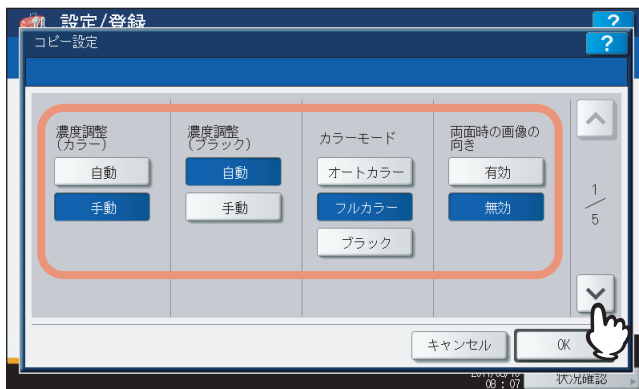 設定/登録
?
コピー設定
?
濃度調整
(カラー)
自動
手動
濃度調整
(ブラック)
自動
手動
カラーモード
オートカラー
フルカラー
ブラック
両面時の画像の
向き
有効
無効
1
5
キャンセル
OK
08 : 07
状況確認